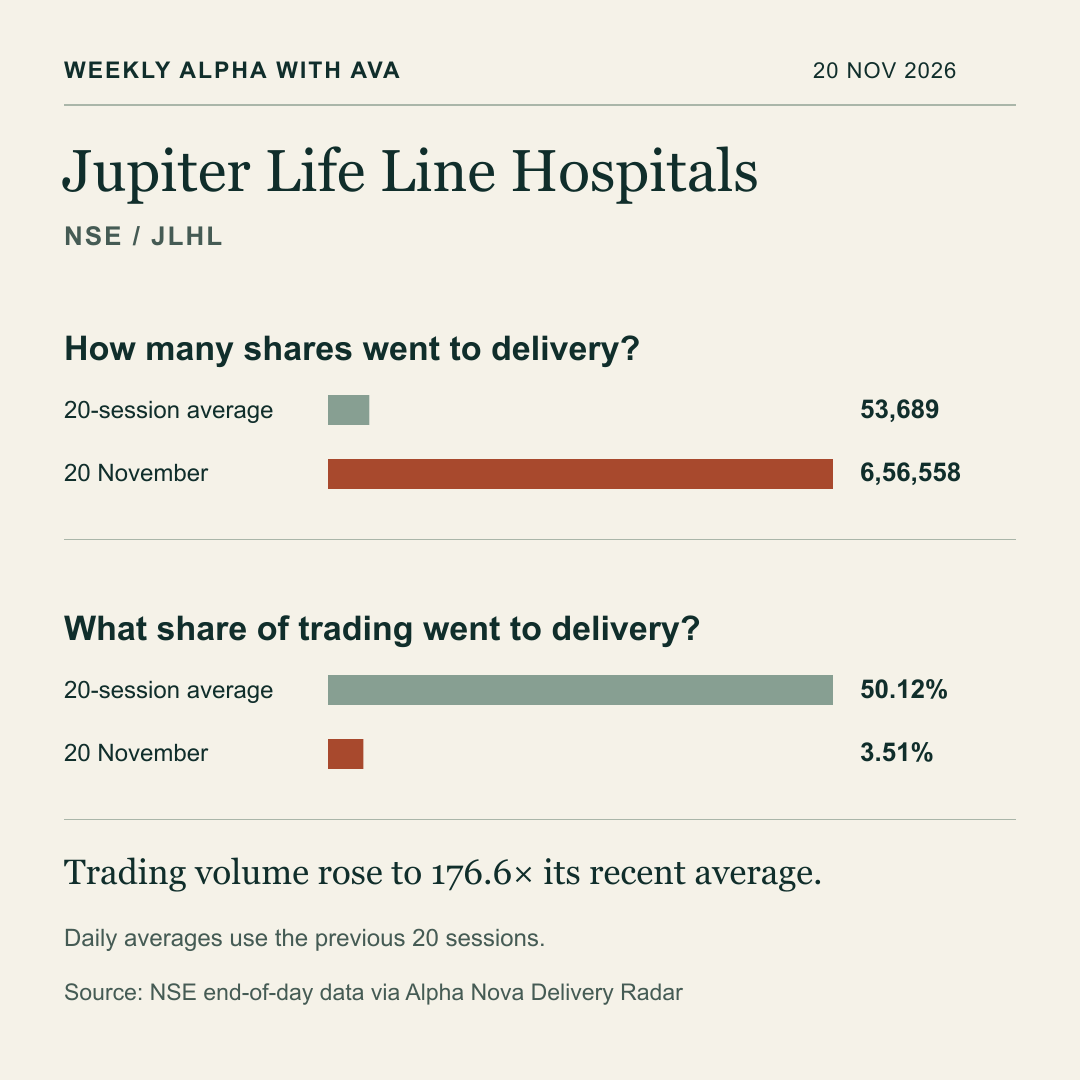 WEEKLY ALPHA WITH AVA
20 NOV 2026
Jupiter Life Line Hospitals
NSE / JLHL
How many shares went to delivery?
20-session average 53,689
20 November 6,56,558
What share of trading went to delivery?
20-session average 50.12%
20 November 3.51%
Trading volume rose to 176.6× its recent average.
Daily averages use the previous 20 sessions.
Source: NSE end-of-day data via Alpha Nova Delivery Radar